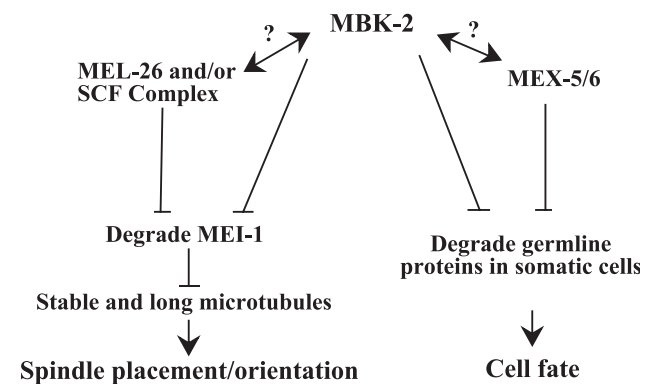 MBK-2
?
?
MEL-26 and/or
SCF Complex
MEX-5/6
Degrade MEI-1
Degrade germline
proteins in somatic cells
Stable and long microtubules
Spindle placement/orientation
Cell fate